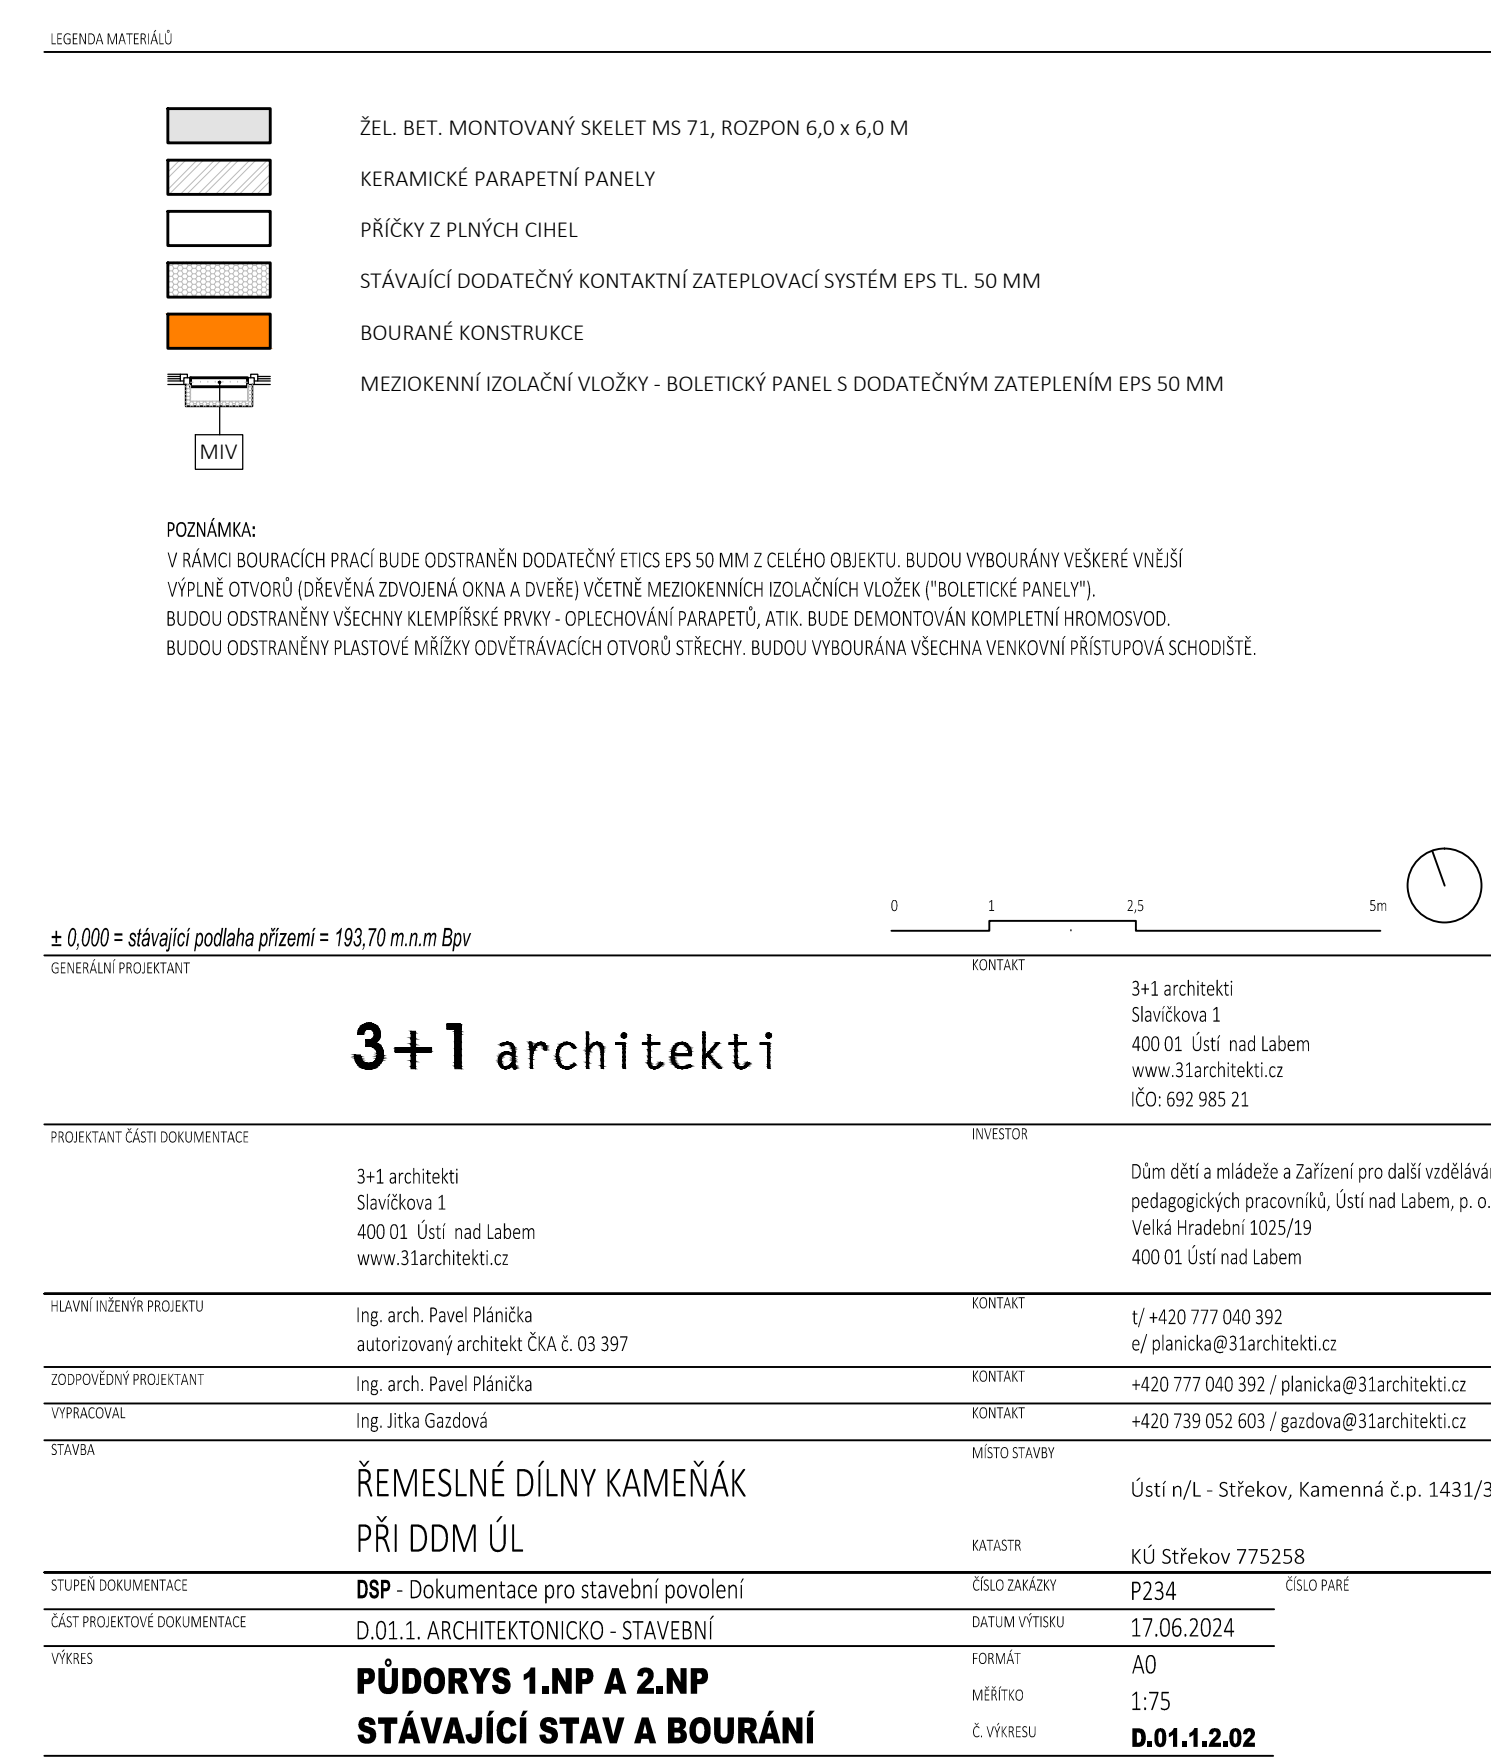 LEGENDA MATERIÁLŮ
ŽEL. BET. MONTOVANÝ SKELET MS 71, ROZPON 6,0 x 6,0 M
KERAMICKÉ PARAPETNÍ PANELY
PŘÍČKY Z PLNÝCH CIHEL
STÁVAJÍCÍ DODATEČNÝ KONTAKTNÍ ZATEPLOVACÍ SYSTÉM EPS TL. 50 MM
BOURANÉ KONSTRUKCE
MEZIOKENNÍ IZOLAČNÍ VLOŽKY - BOLETICKÝ PANEL S DODATEČNÝM ZATEPLENÍM EPS 50 MM
MIV
POZNÁMKA:
V RÁMCI BOURACÍCH PRACÍ BUDE ODSTRANĚN DODATEČNÝ ETICS EPS 50 MM Z CELÉHO OBJEKTU. BUDOU VYBOURÁNY VEŠKERÉ VNĚJŠÍ
VÝPLNĚ OTVORŮ (DŘEVĚNÁ ZDVOJENÁ OKNA A DVEŘE) VČETNĚ MEZIOKENNÍCH IZOLAČNÍCH VLOŽEK ("BOLETICKÉ PANELY").
BUDOU ODSTRANĚNY VŠECHNY KLEMPÍŘSKÉ PRVKY - OPLECHOVÁNÍ PARAPETŮ, ATIK. BUDE DEMONTOVÁN KOMPLETNÍ HROMOSVOD.
BUDOU ODSTRANĚNY PLASTOVÉ MŘÍŽKY ODVĚTRÁVACÍCH OTVORŮ STŘECHY. BUDOU VYBOURÁNA VŠECHNA VENKOVNÍ PŘÍSTUPOVÁ SCHODIŠTĚ.
0 1 2,5 5m
± 0,000 = stávající podlaha přízemí = 193,70 m.n.m Bpv
GENERÁLNÍ PROJEKTANT
3+1 architekti
KONTAKT
3+1 architekti
Slavíčkova 1
400 01 Ústí nad Labem
www.31architekti.cz
IČO: 692 985 21
PROJEKTANT ČÁSTI DOKUMENTACE
3+1 architekti
Slavíčkova 1
400 01 Ústí nad Labem
www.31architekti.cz
INVESTOR
Dům dětí a mládeže a Zařízení pro další
pedagogických pracovníků, Ústí nad Labem, p. o.
Velká Hradební 1025/19
400 01 Ústí nad Labem
HLAVNÍ INŽENÝR PROJEKTU
Ing. arch. Pavel Plánička
autorizovaný architekt ČKA č. 03 397
KONTAKT
t/ +420 777 040 392
e/ planicka@31architekti.cz
ZODPOVĚDNÝ PROJEKTANT
Ing. arch. Pavel Plánička
KONTAKT
+420 777 040 392 / planicka@31architekti.cz
VYPRACOVAL
Ing. Jitka Gazdová
KONTAKT
+420 739 052 603 / gazdova@31architekti.cz
STAVBA
ŘEMESLNÉ DÍLNY KAMEŇÁK
PŘI DDM ÚL
MÍSTO STAVBY
Ústí n/L - Střekov, Kamenná č.p. 1431/3
KATASTR
KÚ Střekov 775258
STUPEŇ DOKUMENTACE
DSP - Dokumentace pro stavební povolení
ČÍSLO ZAKÁZKY
P234
ČÍSLO PARÉ
ČÁST PROJEKTOVÉ DOKUMENTACE
D.01.1. ARCHITEKTONICKO - STAVEBNÍ
DATUM VÝTISKU
17.06.2024
VÝKRES
PŮDORYS 1.NP A 2.NP
STÁVAJÍCÍ STAV A BOURÁNÍ
FORMÁT
A0
MĚŘÍTKO
1:75
Č. VÝKRESU
D.01.1.2.02